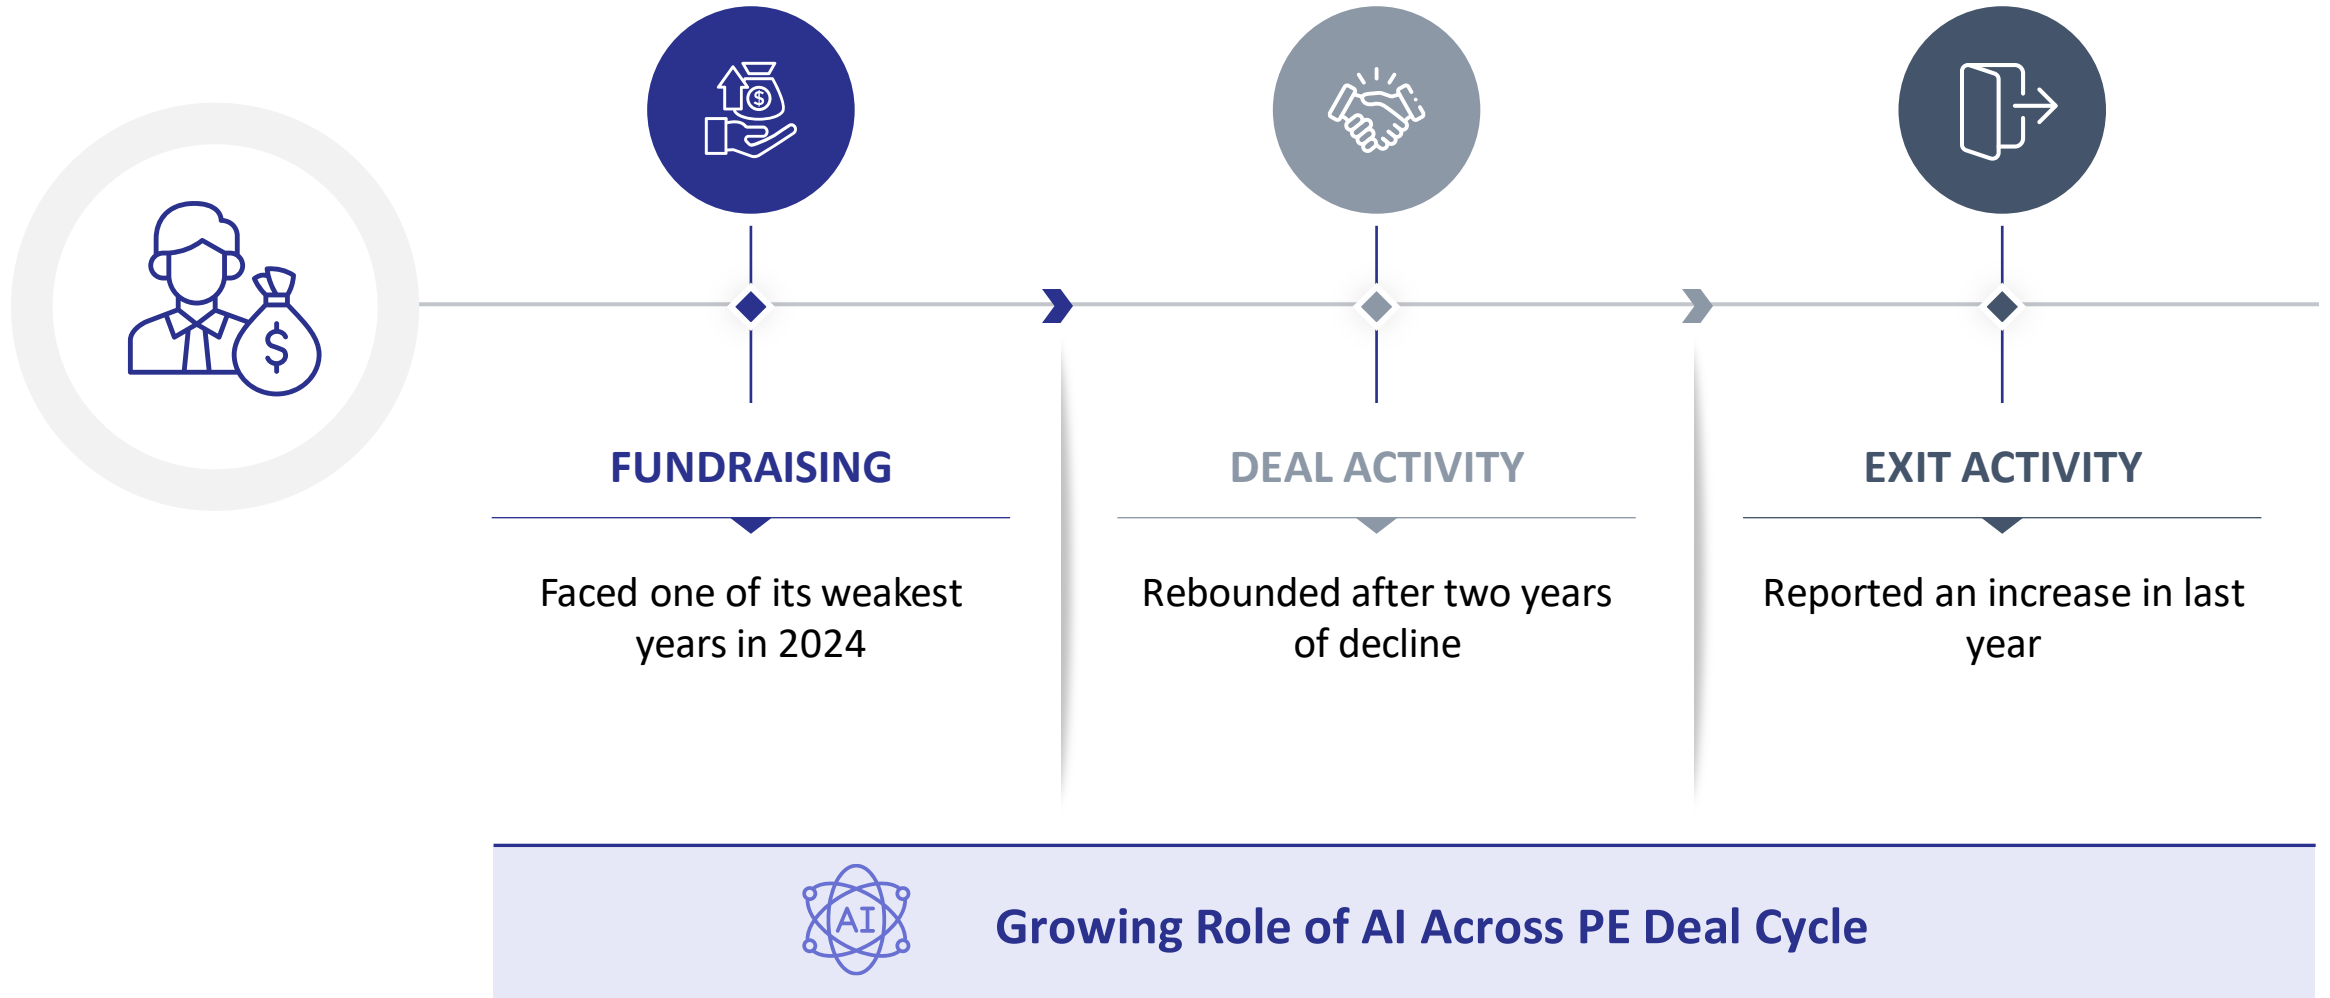 $
$
FUNDRAISING
Faced one of its weakest
years in 2024
DEAL ACTIVITY
Rebounded after two years
of decline
EXIT ACTIVITY
Reported an increase in last
year
AI
Growing Role of AI Across PE Deal Cycle